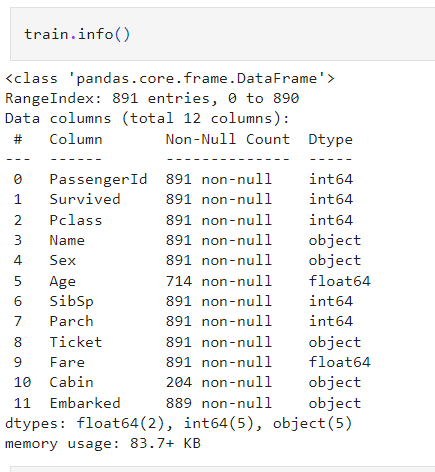 train.info()
<class 'pandas.core.frame.DataFrame'>
RangeIndex: 891 entries, 0 to 890
Data columns (total 12 columns):
 #   Column       Non-Null Count  Dtype
---  ------       --------------  -----
 0   PassengerId  891 non-null    int64
 1   Survived     891 non-null    int64
 2   Pclass       891 non-null    int64
 3   Name         891 non-null    object
 4   Sex          891 non-null    object
 5   Age          714 non-null    float64
 6   SibSp        891 non-null    int64
 7   Parch        891 non-null    int64
 8   Ticket       891 non-null    object
 9   Fare         891 non-null    float64
 10  Cabin        204 non-null    object
 11  Embarked     889 non-null    object
dtypes: float64(2), int64(5), object(5)
memory usage: 83.7+ KB